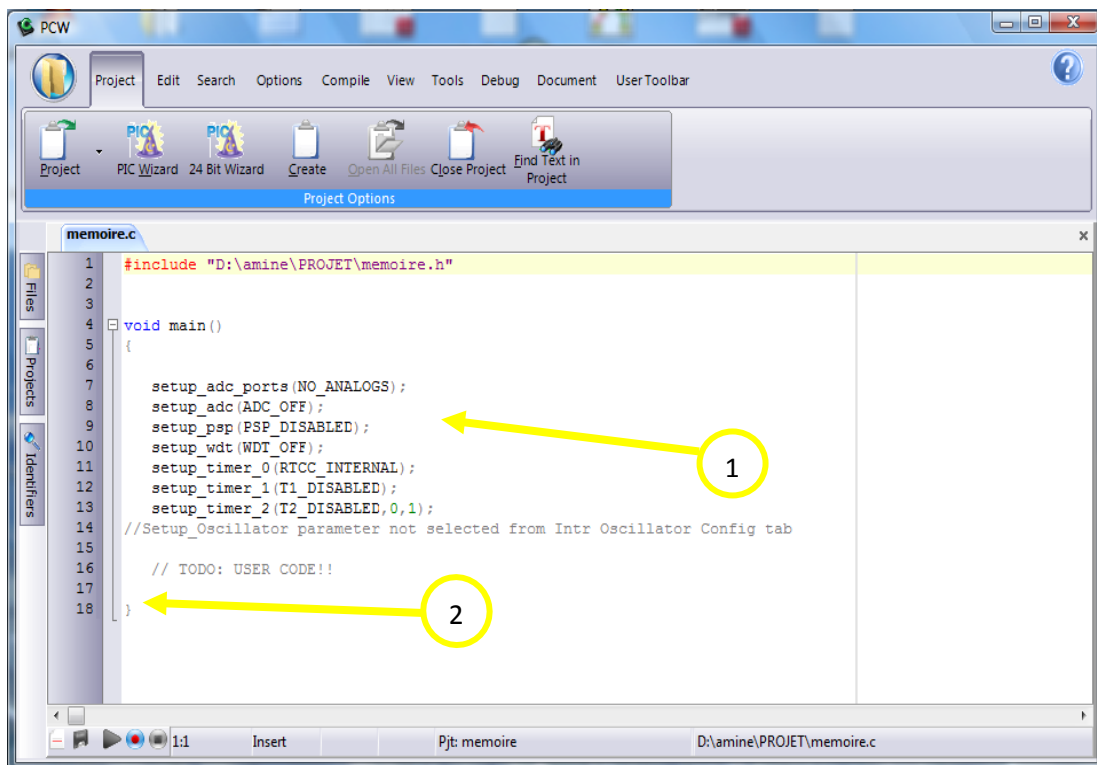 PCW
Project Edit Search Options Compile View Tools Debug Document UserToolbar
Project PIC Wizard 24 Bit Wizard Create Open All Files Close Project Find Text in Project
Project Options
memoire.c
Files
Projects
Identifiers
1 #include "D:\amine\PROJET\memoire.h"
2
3
4 void main()
5 {
6
7 setup_adc_ports(NO_ANALOGS);
8 setup_adc(ADC_OFF);
9 setup_psp(PSP_DISABLED);
10 setup_wdt(WDT_OFF);
11 setup_timer_0(RTCC_INTERNAL);
12 setup_timer_1(T1_DISABLED);
13 setup_timer_2(T2_DISABLED,0,1);
14 //Setup_Oscillator parameter not selected from Intr Oscillator Config tab
15
16 // TODO: USER CODE!!
17
18 }
1
2
1:1 Insert Pjt: memoire D:\amine\PROJET\memoire.c